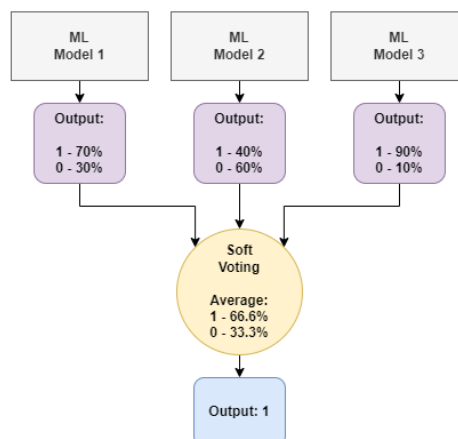 ML
Model 1
ML
Model 2
ML
Model 3
Output:
1 - 70%
0 - 30%
Output:
1 - 40%
0 - 60%
Output:
1 - 90%
0 - 10%
Soft
Voting
Average:
1 - 66.6%
0 - 33.3%
Output: 1